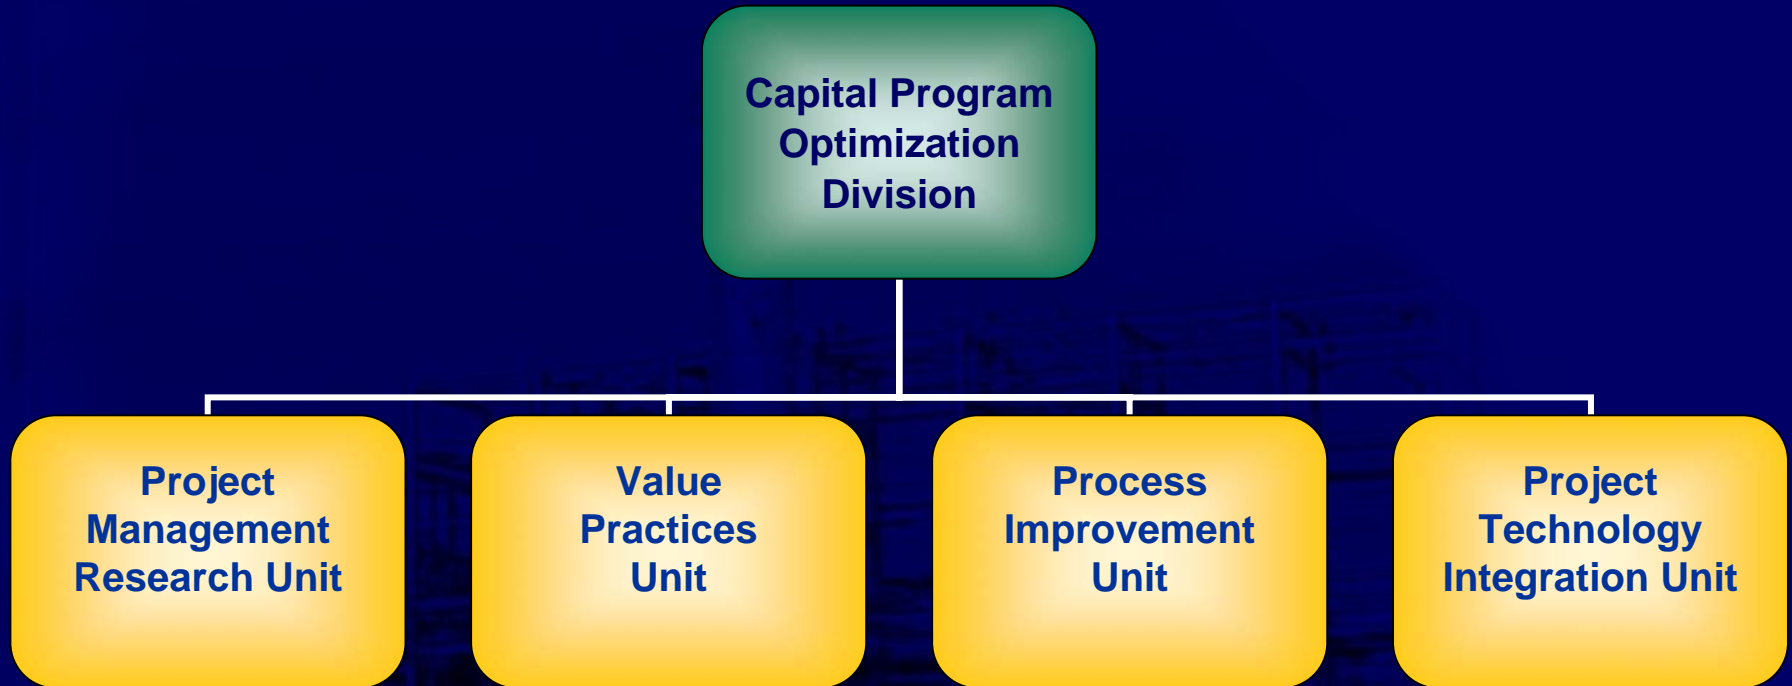 Capital Program
Optimization
Division
Project
Management
Research Unit
Value
Practices
Unit
Process
Improvement
Unit
Project
Technology
Integration Unit